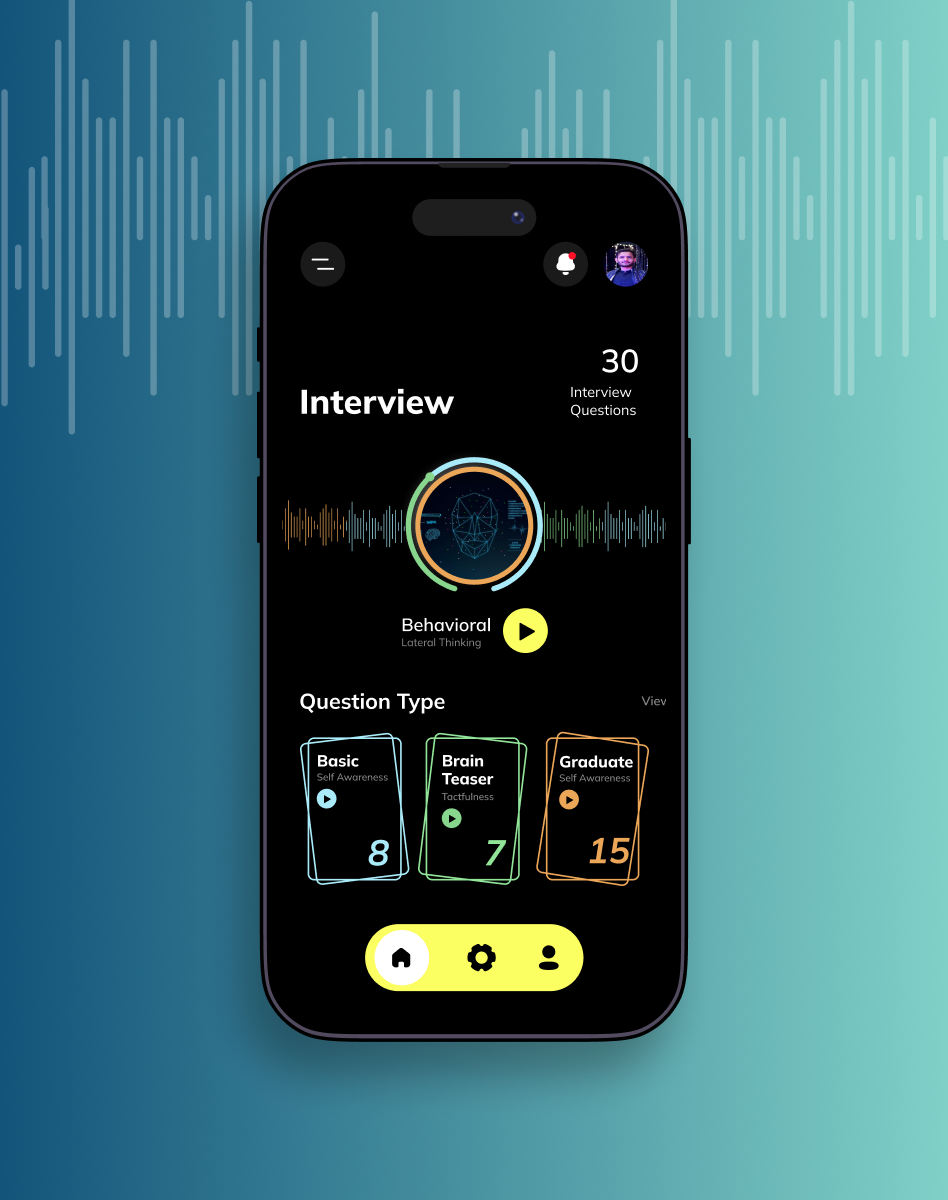 30
Interview
Interview
Questions
Behavioral
Lateral Thinking
Question Type
View
Basic
Self Awareness
8
Brain
Teaser
Tactfulness
7
Graduate
Self Awareness
15